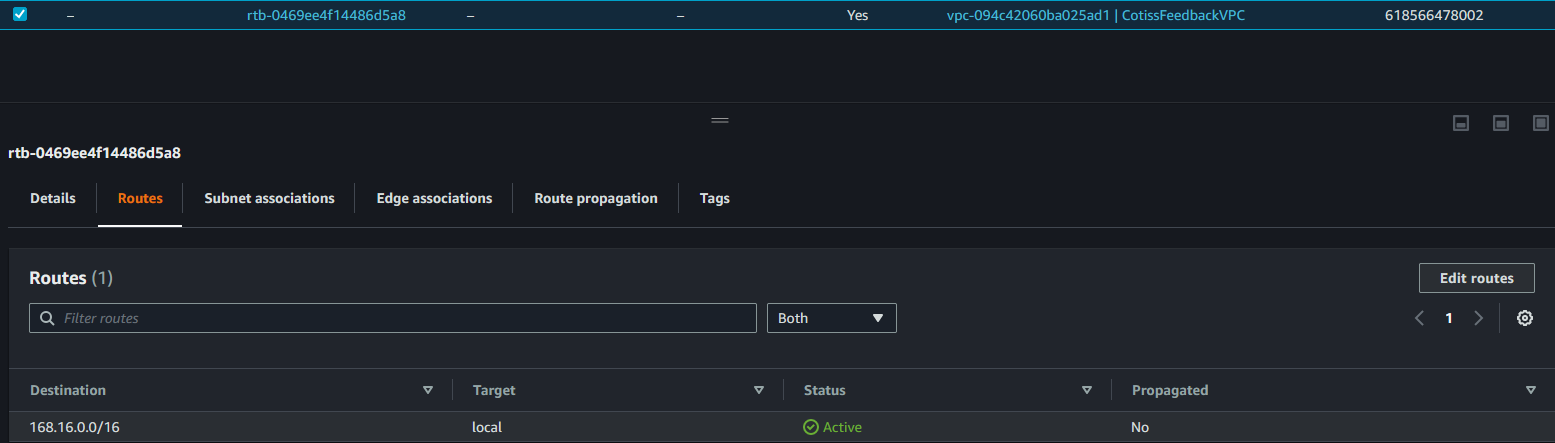 – rtb-0469ee4f14486d5a8 – – Yes vpc-094c42060ba025ad1 | CotissFeedbackVPC 618566478002
rtb-0469ee4f14486d5a8
Details Routes Subnet associations Edge associations Route propagation Tags
Routes (1) Edit routes
Filter routes Both 1
Destination Target Status Propagated
168.16.0.0/16 local Active No